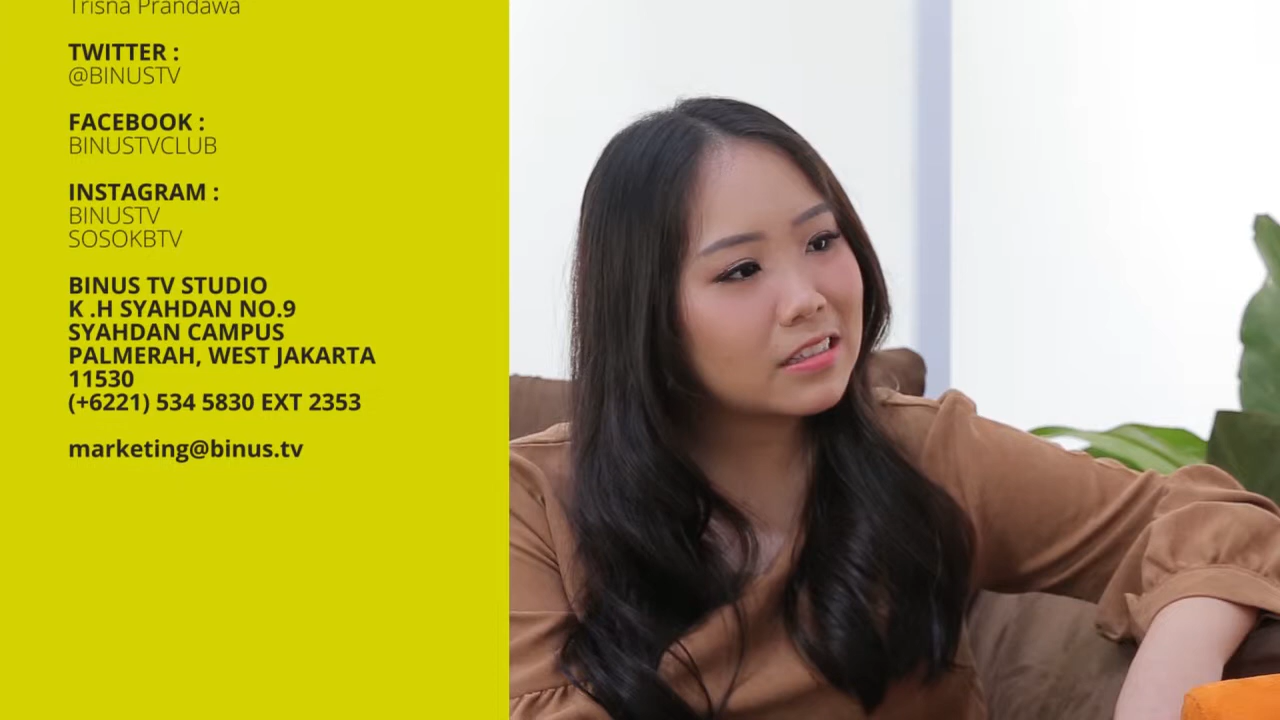 Trisna Prandawa
TWITTER :
@BINUSTV
FACEBOOK :
BINUSTVCLUB
INSTAGRAM :
BINUSTV
SOSOKBTV
BINUS TV STUDIO
K .H SYAHDAN NO.9
SYAHDAN CAMPUS
PALMERAH, WEST JAKARTA
11530
(+6221) 534 5830 EXT 2353
marketing@binus.tv